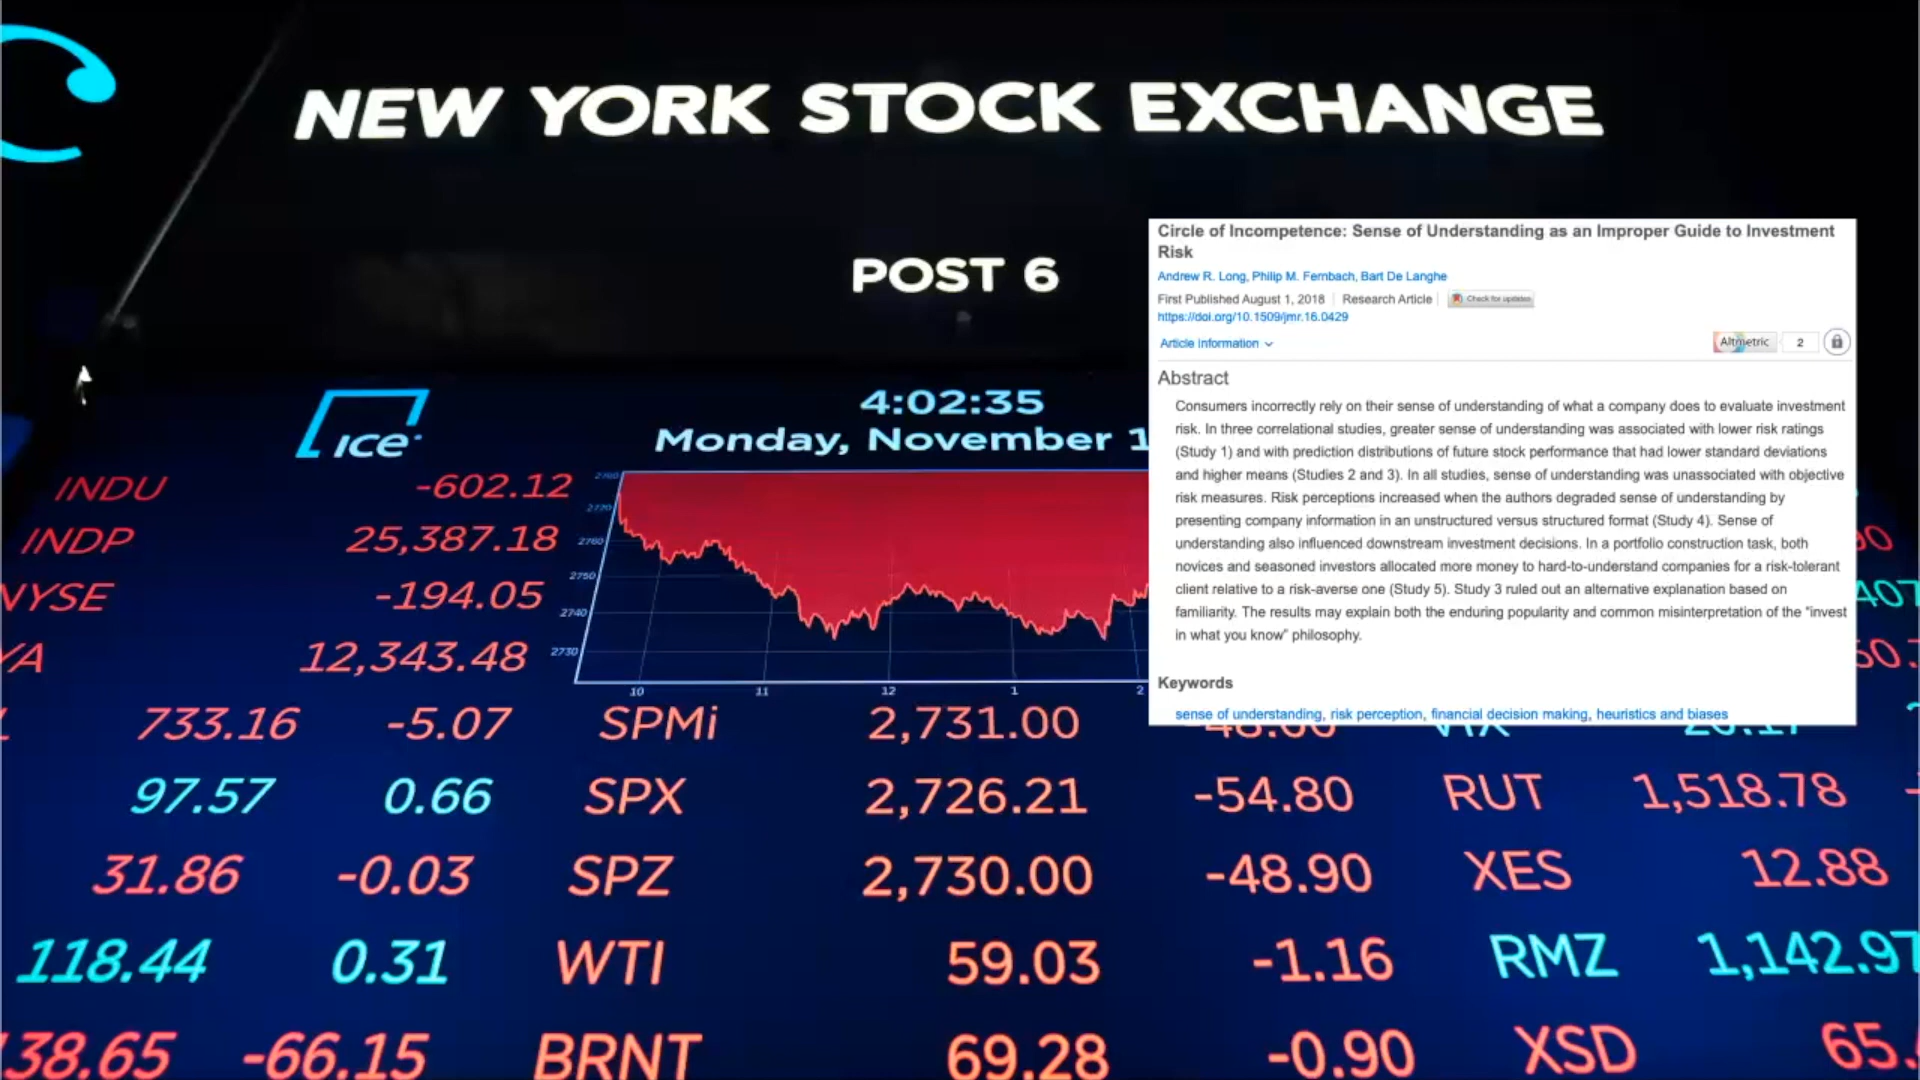 NEW YORK STOCK EXCHANGE
POST 6
ice
4:02:35
Monday, November 1
INDU -602.12
INDP 25,387.18
NYSE -194.05
YA 12,343.48
2770
2760
2750
2740
2730
10 11 12 1 2
733.16 -5.07 SPMi 2,731.00
97.57 0.66 SPX 2,726.21 -54.80 RUT 1,518.78
31.86 -0.03 SPZ 2,730.00 -48.90 XES 12.88
118.44 0.31 WTI 59.03 -1.16 RMZ 1,142.97
38.65 -66.15 BRNT 69.28 -0.90 XSD 65.
Circle of Incompetence: Sense of Understanding as an Improper Guide to Investment
Risk
Andrew R. Long, Philip M. Fernbach, Bart De Langhe
First Published August 1, 2018 | Research Article | Check for updates
https://doi.org/10.1509/jmr.16.0429
Article information
Altmetric 2
Abstract
Consumers incorrectly rely on their sense of understanding of what a company does to evaluate investment
risk. In three correlational studies, greater sense of understanding was associated with lower risk ratings
(Study 1) and with prediction distributions of future stock performance that had lower standard deviations
and higher means (Studies 2 and 3). In all studies, sense of understanding was unassociated with objective
risk measures. Risk perceptions increased when the authors degraded sense of understanding by
presenting company information in an unstructured versus structured format (Study 4). Sense of
understanding also influenced downstream investment decisions. In a portfolio construction task, both
novices and seasoned investors allocated more money to hard-to-understand companies for a risk-tolerant
client relative to a risk-averse one (Study 5). Study 3 ruled out an alternative explanation based on
familiarity. The results may explain both the enduring popularity and common misinterpretation of the "invest
in what you know" philosophy.
Keywords
sense of understanding, risk perception, financial decision making, heuristics and biases